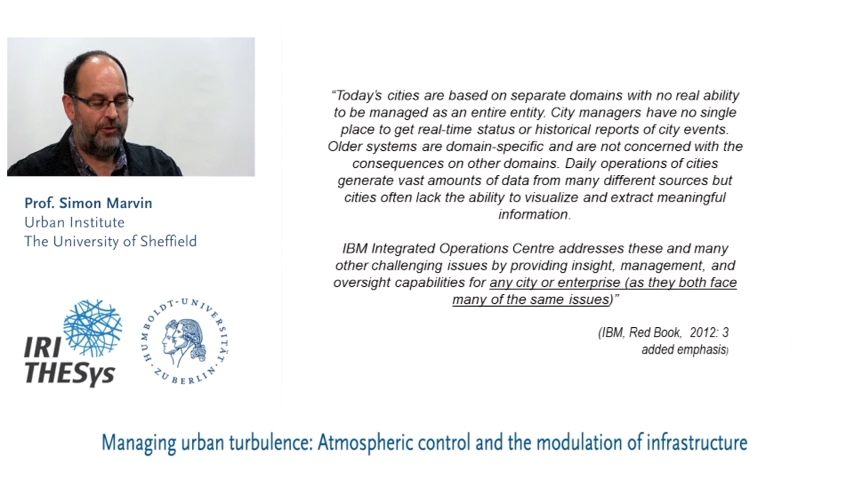 Prof. Simon Marvin
Urban Institute
The University of Sheffield
IRI
THESys
HUMBOLDT-UNIVERSITÄT
ZU BERLIN
“Today’s cities are based on separate domains with no real ability
to be managed as an entire entity. City managers have no single
place to get real-time status or historical reports of city events.
Older systems are domain-specific and are not concerned with the
consequences on other domains. Daily operations of cities
generate vast amounts of data from many different sources but
cities often lack the ability to visualize and extract meaningful
information.
IBM Integrated Operations Centre addresses these and many
other challenging issues by providing insight, management, and
oversight capabilities for any city or enterprise (as they both face
many of the same issues)”
(IBM, Red Book, 2012: 3
added emphasis)
Managing urban turbulence: Atmospheric control and the modulation of infrastructure